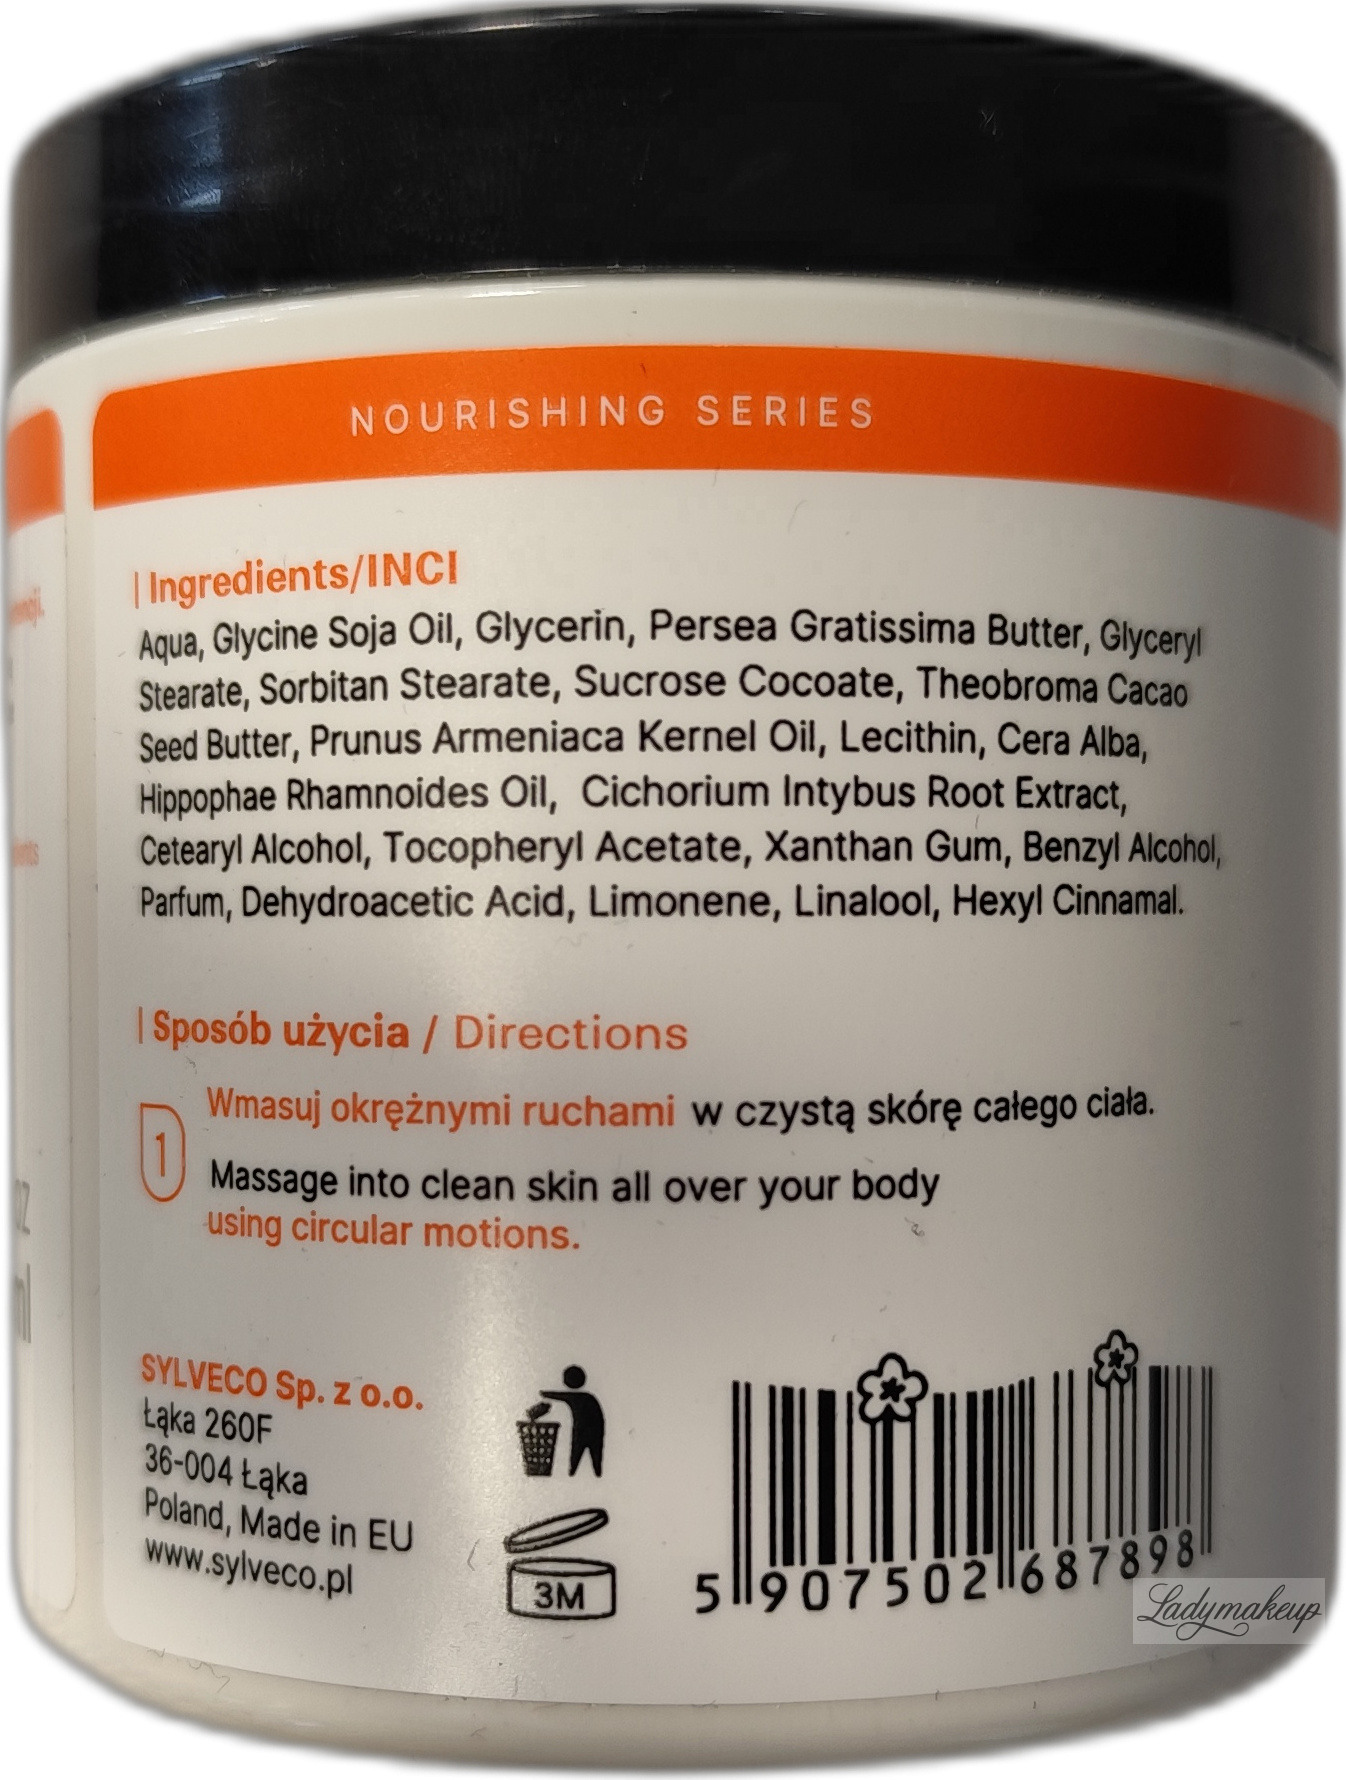 NOURISHING SERIES
| Ingredients/INCI
Aqua, Glycine Soja Oil, Glycerin, Persea Gratissima Butter, Glyceryl
Stearate, Sorbitan Stearate, Sucrose Cocoate, Theobroma Cacao
Seed Butter, Prunus Armeniaca Kernel Oil, Lecithin, Cera Alba,
Hippophae Rhamnoides Oil, Cichorium Intybus Root Extract,
Cetearyl Alcohol, Tocopheryl Acetate, Xanthan Gum, Benzyl Alcohol,
Parfum, Dehydroacetic Acid, Limonene, Linalool, Hexyl Cinnamal.
| Sposób użycia / Directions
1
Wmasuj okrężnymi ruchami w czystą skórę całego ciała.
Massage into clean skin all over your body
using circular motions.
oz
ml
SYLVECO Sp. z o.o.
Łąka 260F
36-004 Łąka
Poland, Made in EU
www.sylveco.pl
3M
5 907502 687898
Ladymakeup